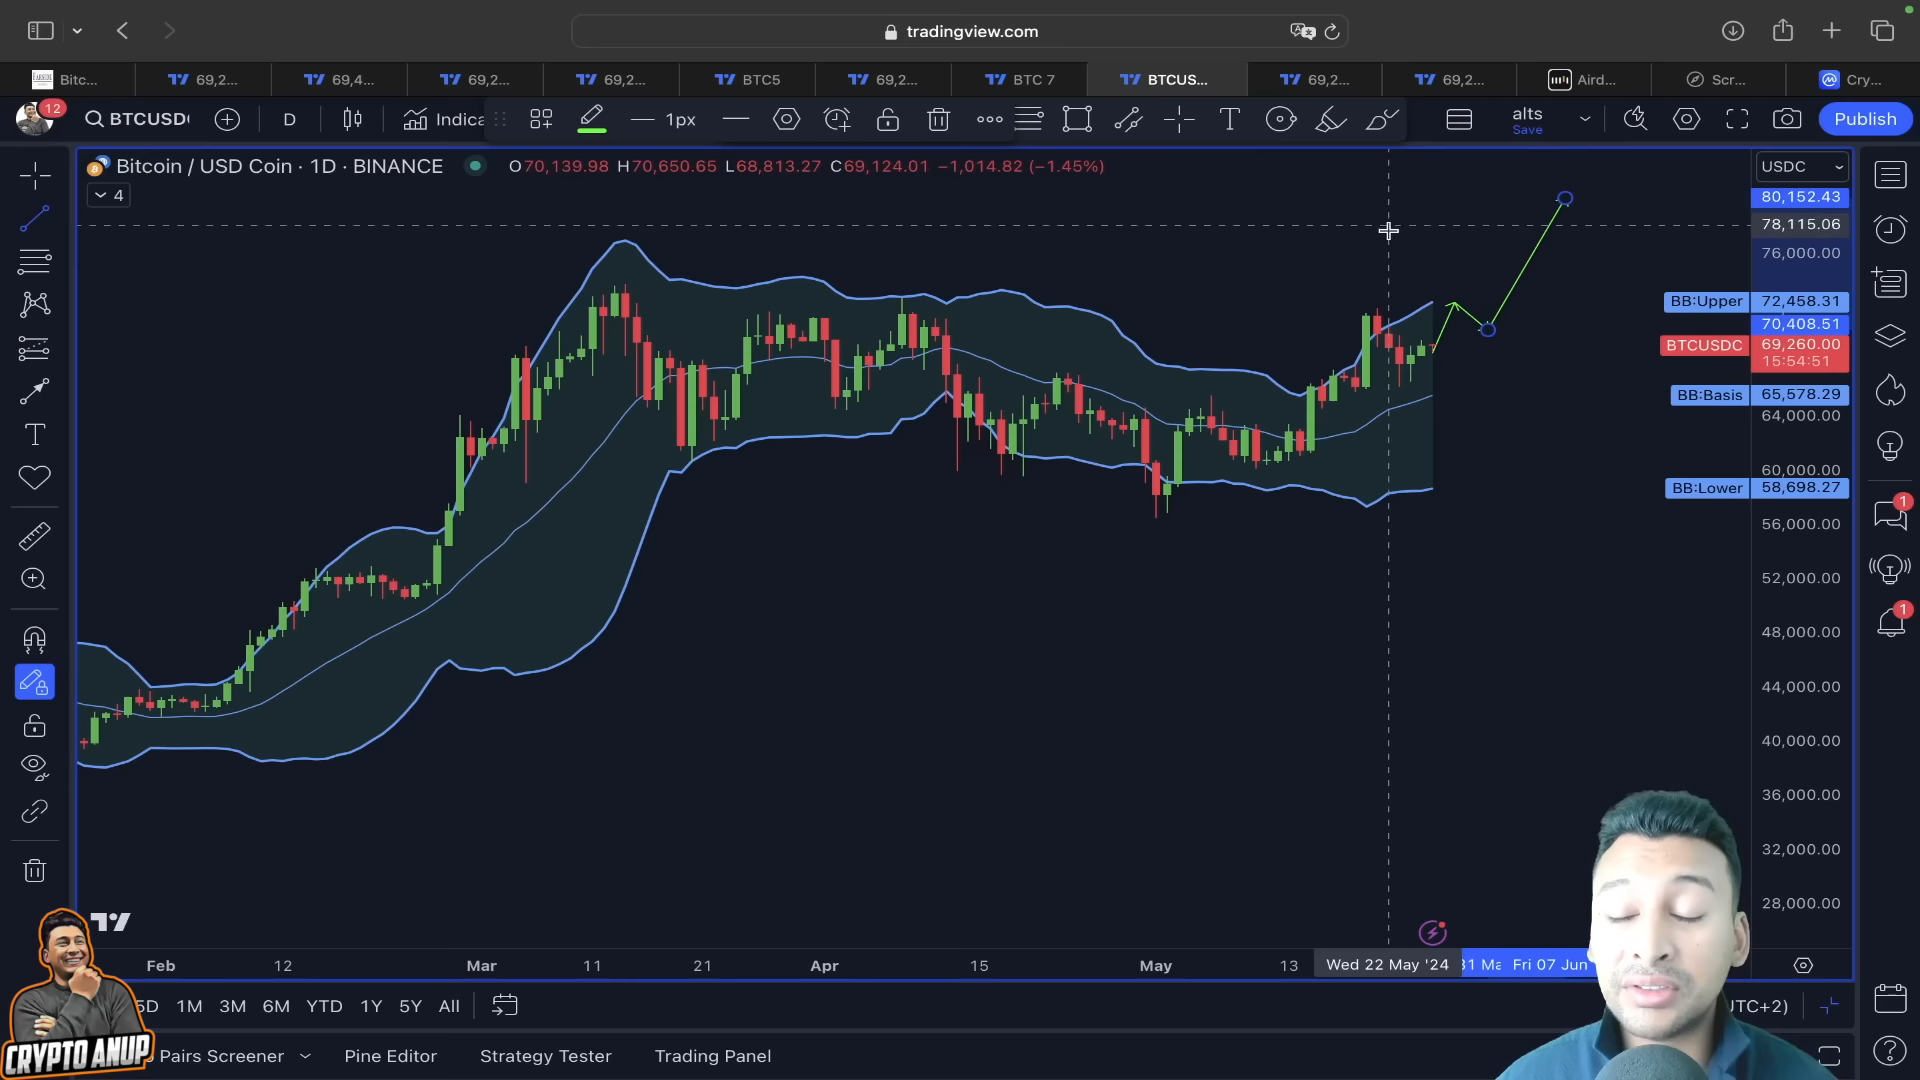 tradingview.com
Bitc...
69,2...
69,4...
69,2...
69,2...
BTC5
69,2...
BTC 7
BTCUS...
69,2...
69,2...
Aird...
Scr...
Cry...
12
BTCUSD
D
Indica
1px
T
alts
Save
Publish
Bitcoin / USD Coin · 1D · BINANCE
O70,139.98 H70,650.65 L68,813.27 C69,124.01 −1,014.82 (−1.45%)
4
USDC
80,152.43
78,115.06
76,000.00
BB:Upper 72,458.31
70,408.51
BTCUSDC 69,260.00
15:54:51
BB:Basis 65,578.29
64,000.00
60,000.00
BB:Lower 58,698.27
56,000.00
52,000.00
48,000.00
44,000.00
40,000.00
36,000.00
32,000.00
28,000.00
1
1
Feb 12 Mar 11 21 Apr 15 May 13 Wed 22 May '24 31 Ma Fri 07 Jun
5D 1M 3M 6M YTD 1Y 5Y All
UTC+2)
CRYPTO ANUP
Pairs Screener Pine Editor Strategy Tester Trading Panel